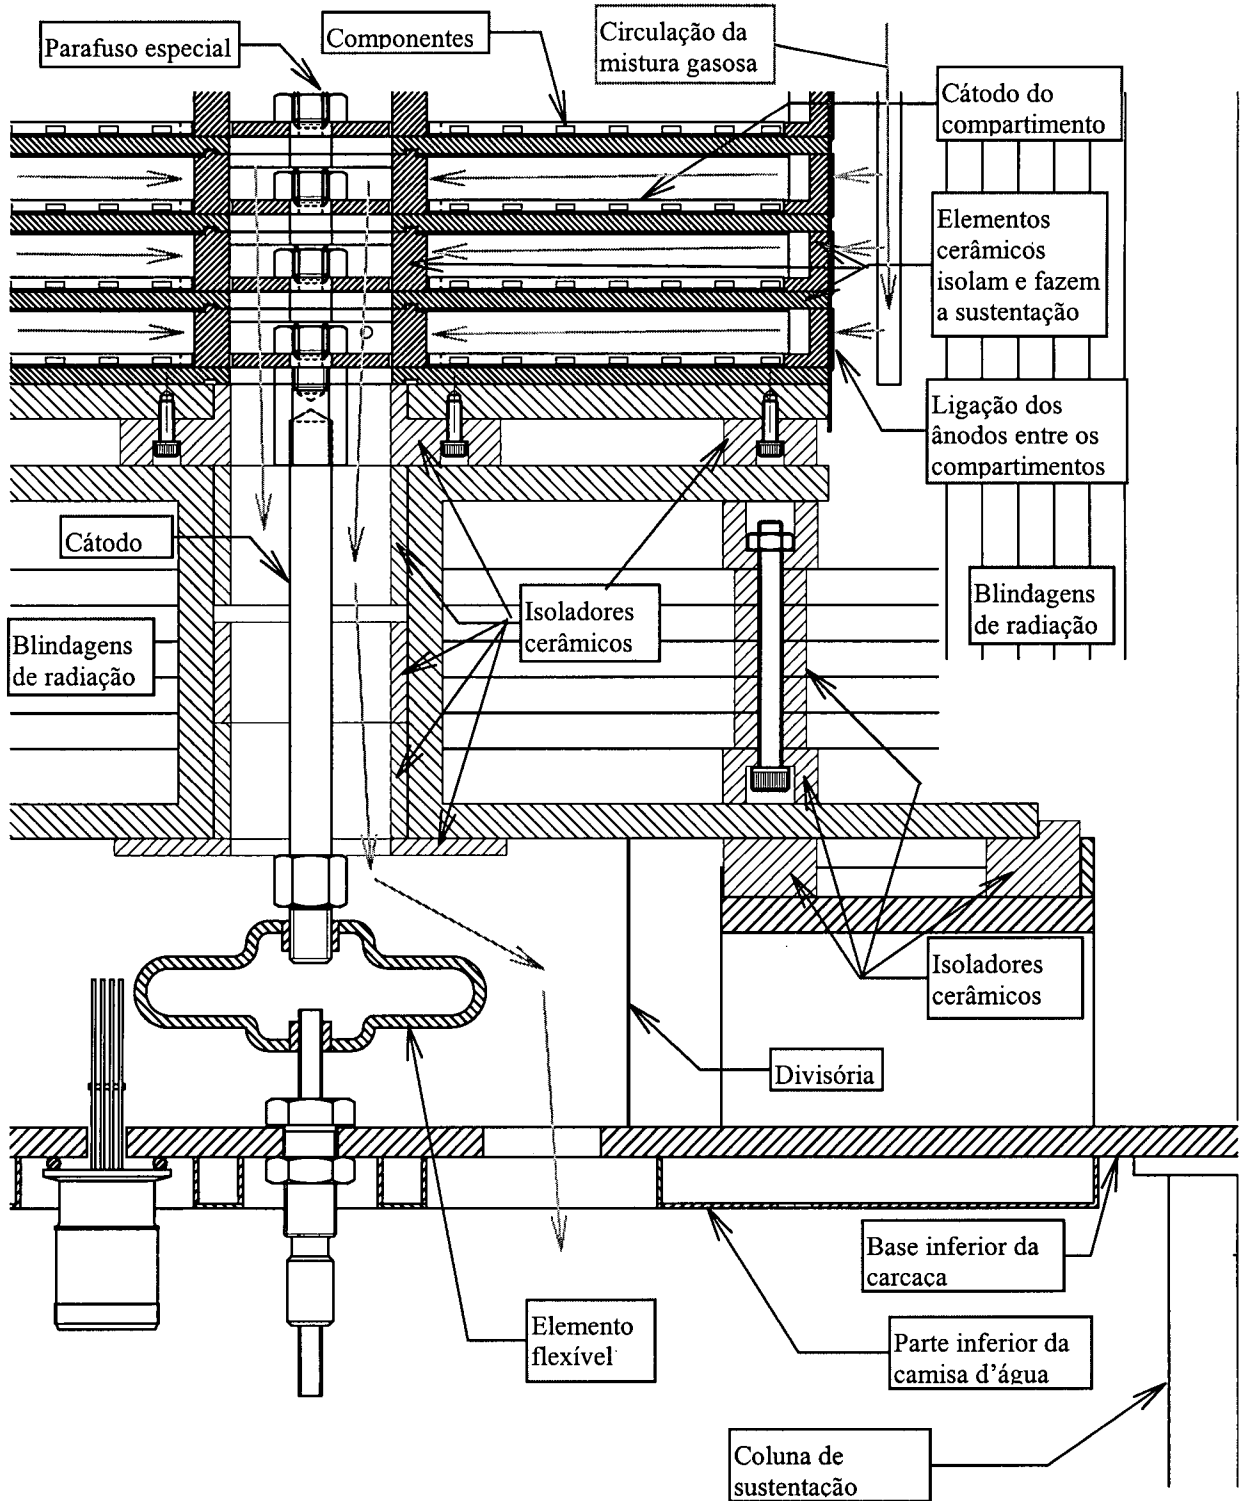 Parafuso especial
Componentes
Circulação da
mistura gasosa
Cátodo do
compartimento
Elementos
cerâmicos
isolam e fazem
a sustentação
Ligação dos
ânodos entre os
compartimentos
Cátodo
Isoladores
cerâmicos
Blindagens
de radiação
Blindagens
de radiação
Isoladores
cerâmicos
Divisória
Base inferior da
carcaça
Elemento
flexível
Parte inferior da
camisa d'água
Coluna de
sustentação